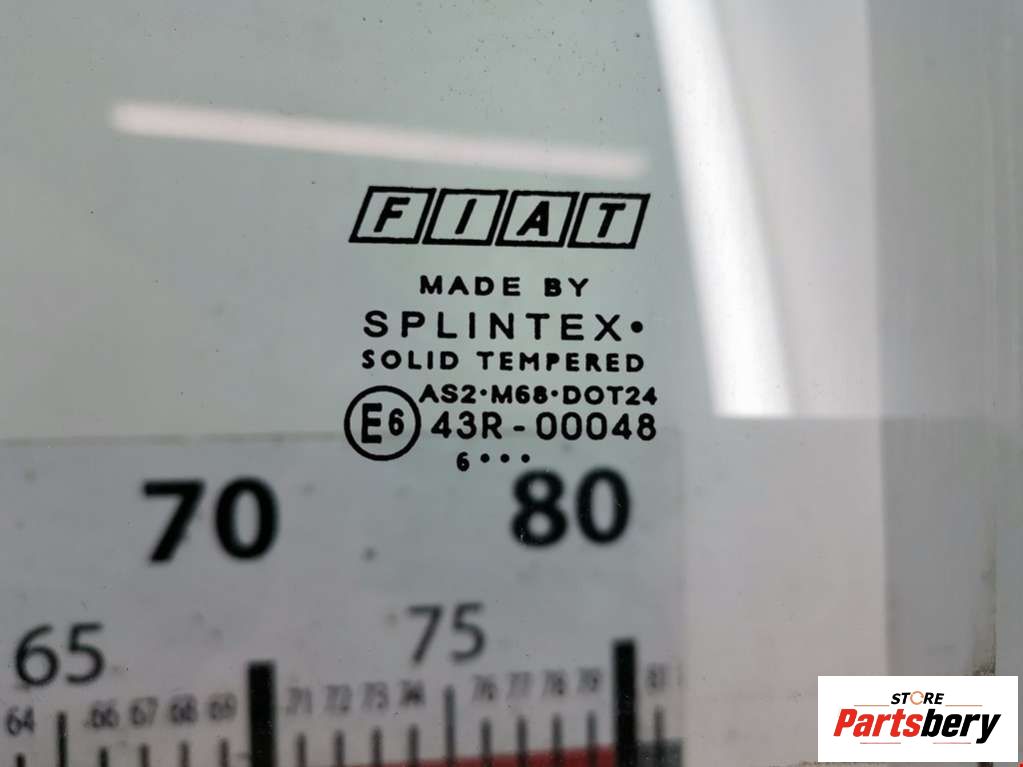 FIAT
MADE BY
SPLINTEX•
SOLID TEMPERED
AS2•M68•DOT24
E6 43R-00048
6•••
70 80
65 75
64 66 67 68 69 71 72 73 74 76 77 78 79 81
STORE
Partsbery